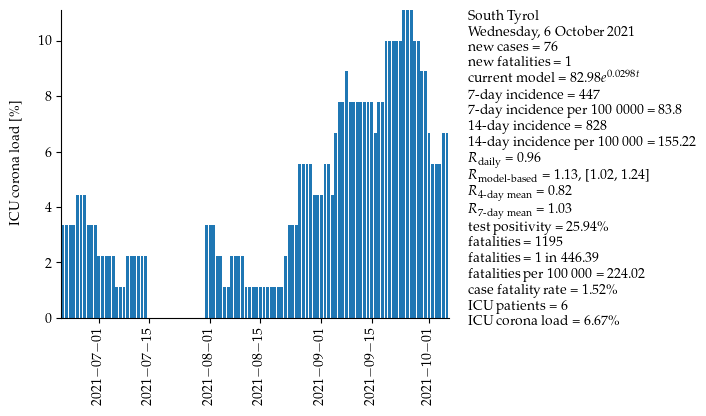 ICU corona load [%]
10
8
6
4
2
0
2021−07−01
2021−07−15
2021−08−01
2021−08−15
2021−09−01
2021−09−15
2021−10−01
South Tyrol
Wednesday, 6 October 2021
new cases = 76
new fatalities = 1
current model = 82.98e^0.0298t
7-day incidence = 447
7-day incidence per 100 0000 = 83.8
14-day incidence = 828
14-day incidence per 100 000 = 155.22
R_daily = 0.96
R_model-based = 1.13, [1.02, 1.24]
R_4-day mean = 0.82
R_7-day mean = 1.03
test positivity = 25.94%
fatalities = 1195
fatalities = 1 in 446.39
fatalities per 100 000 = 224.02
case fatality rate = 1.52%
ICU patients = 6
ICU corona load = 6.67%